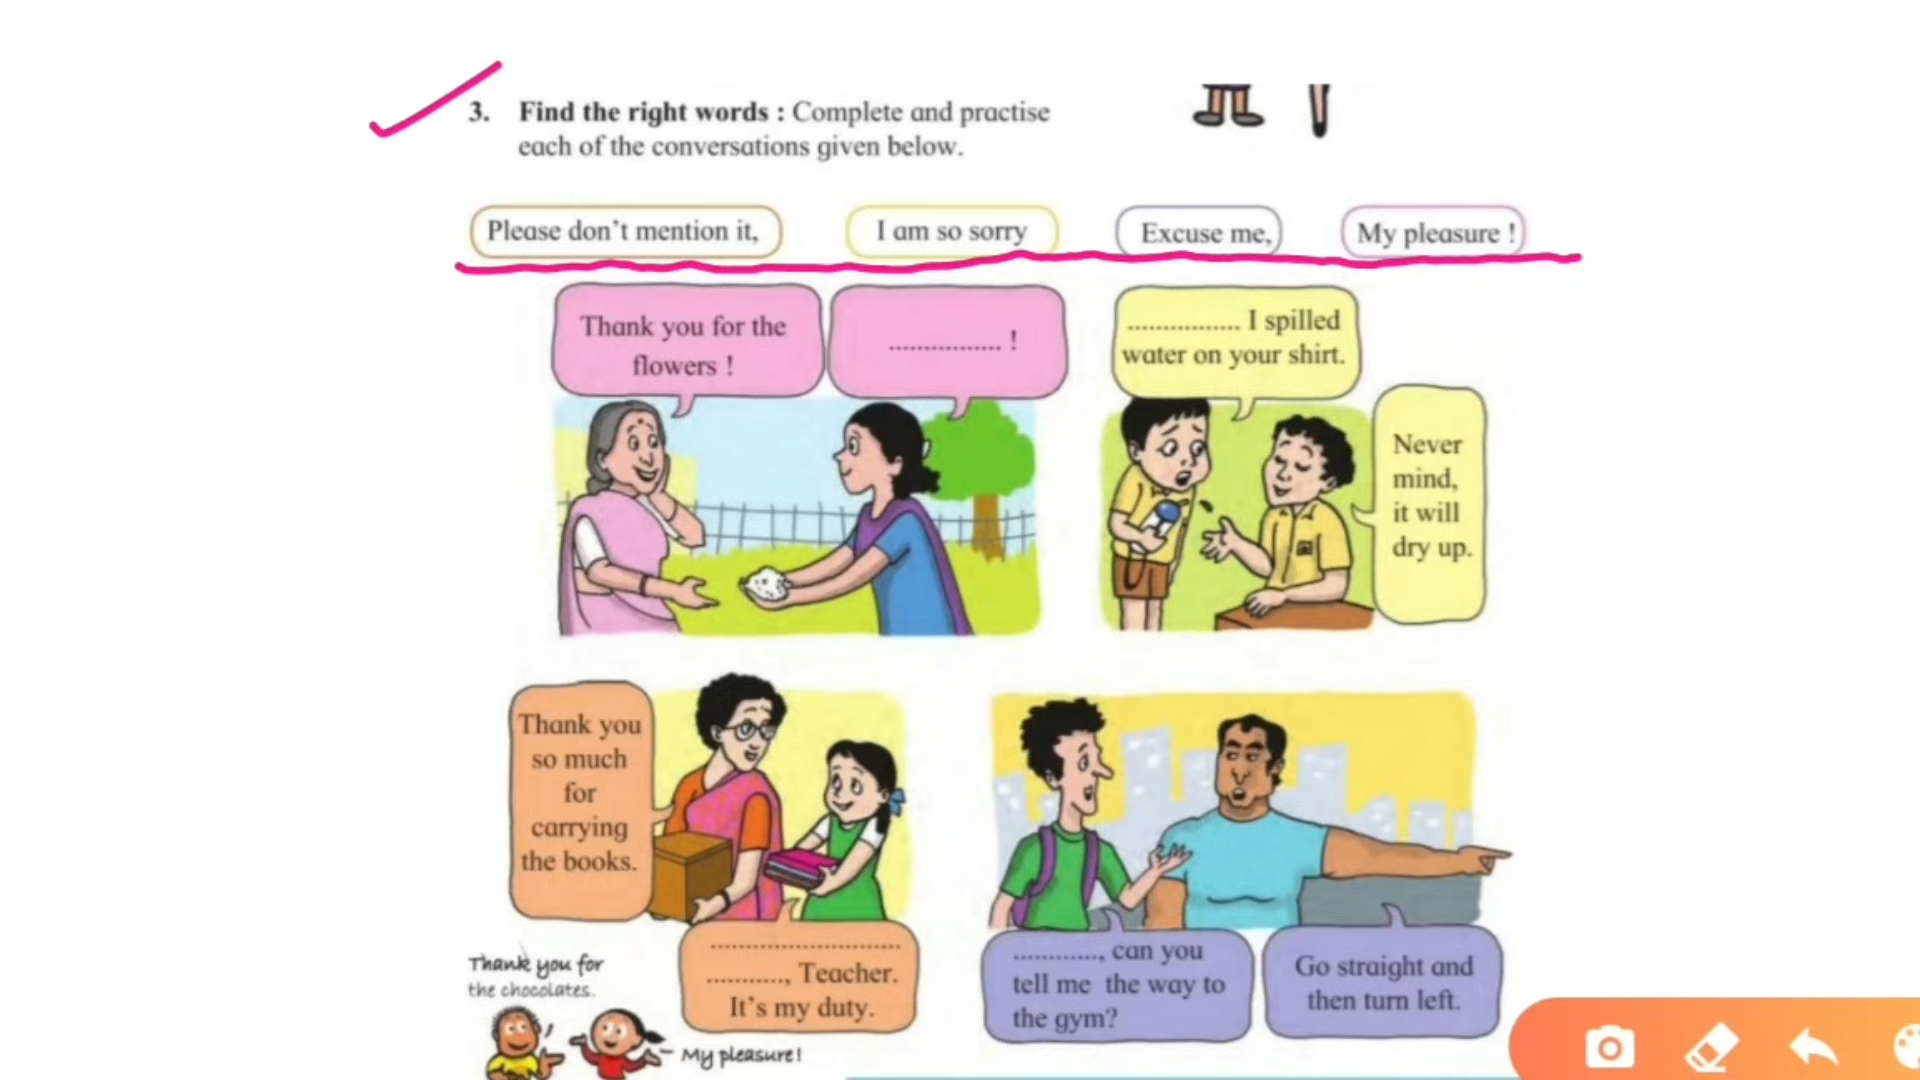 3. Find the right words : Complete and practise
each of the conversations given below.
Please don't mention it,
I am so sorry
Excuse me,
My pleasure !
Thank you for the
flowers !
................ !
................ I spilled
water on your shirt.
Never
mind,
it will
dry up.
Thank you
so much
for
carrying
the books.
...........................
............, Teacher.
It's my duty.
............, can you
tell me the way to
the gym?
Go straight and
then turn left.
Thank you for
the chocolates.
My pleasure!